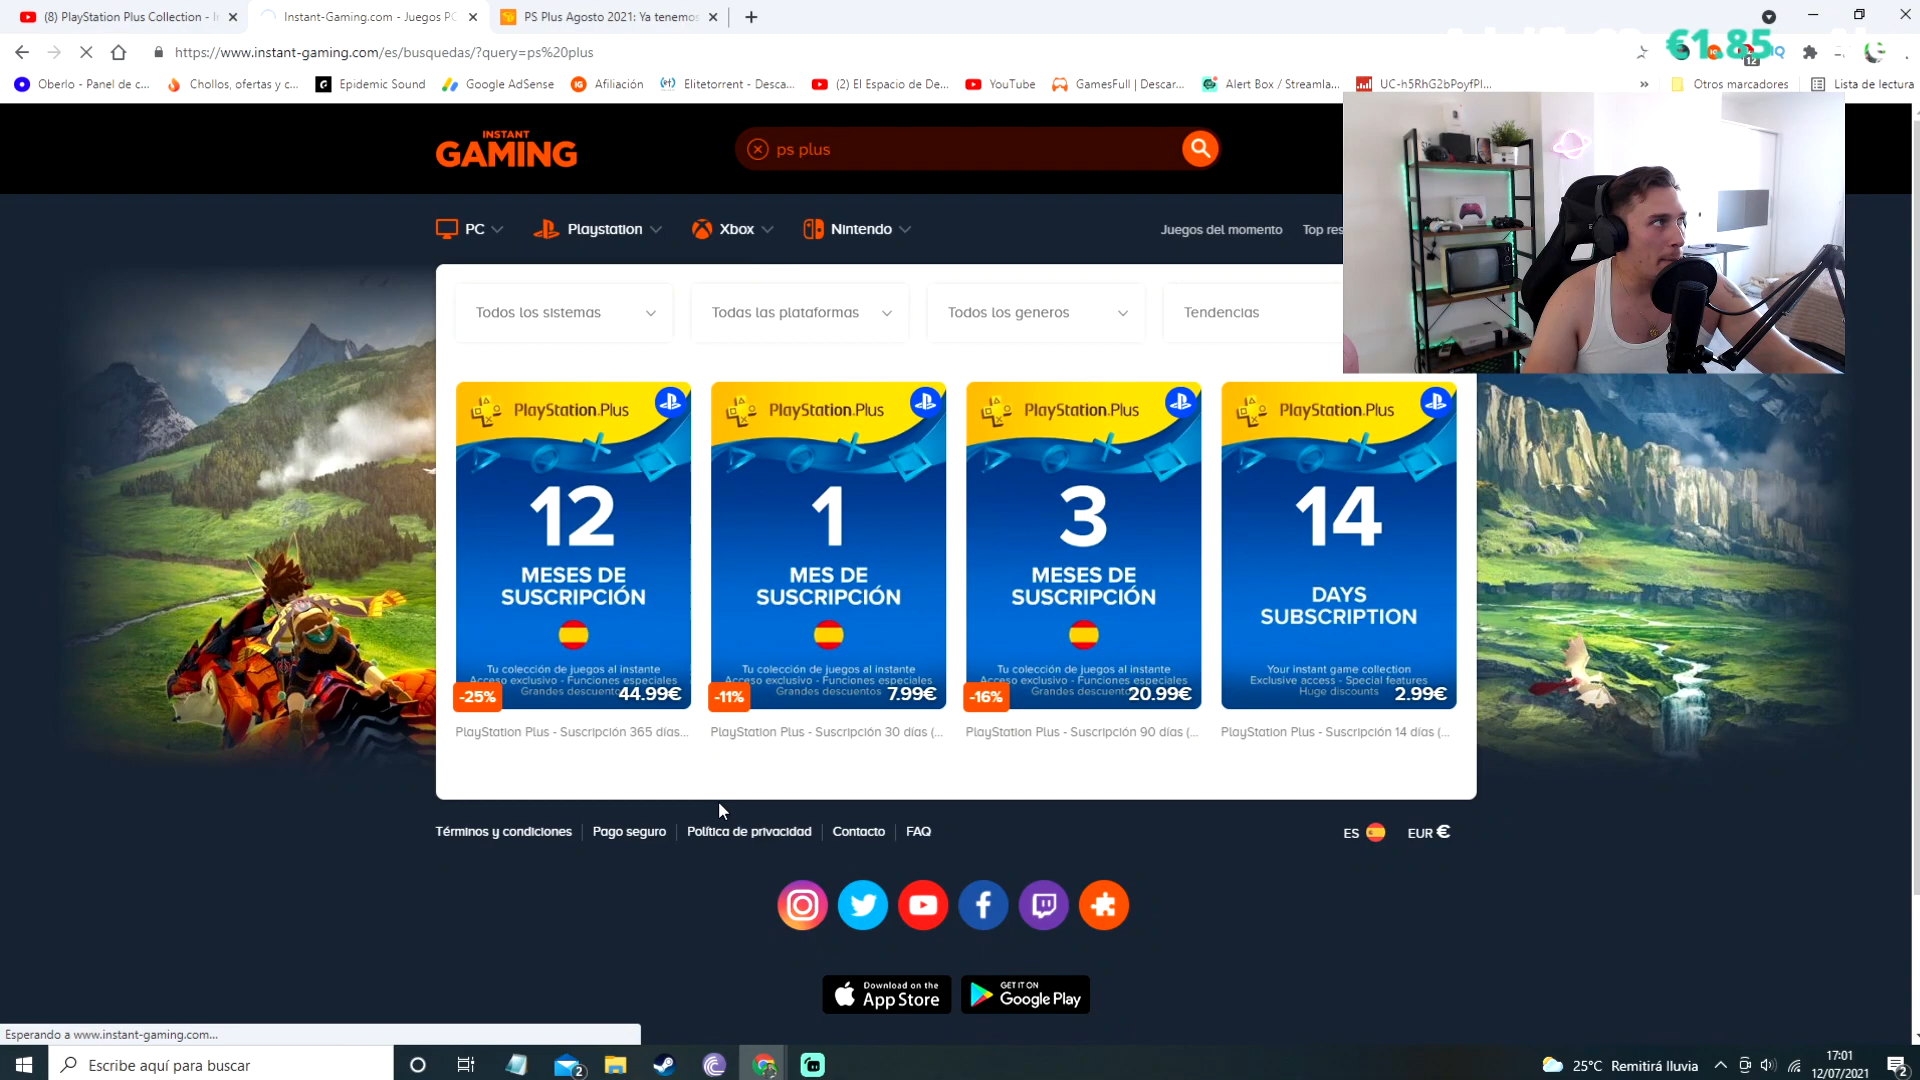 (8) PlayStation Plus Collection - I
Instant-Gaming.com - Juegos PC
PS Plus Agosto 2021: Ya tenemos
https://www.instant-gaming.com/es/busquedas/?query=ps%20plus
€1.85
12
Oberlo - Panel de c...
Chollos, ofertas y c...
Epidemic Sound
Google AdSense
Afiliación
Elitetorrent - Desca...
(2) El Espacio de De...
YouTube
GamesFull | Descar...
Alert Box / Streamla...
UC-h5RhG2bPoyfPl...
»
Otros marcadores
Lista de lectura
INSTANT
GAMING
ps plus
PC
Playstation
Xbox
Nintendo
Juegos del momento
Top res
Todos los sistemas
Todas las plataformas
Todos los generos
Tendencias
PlayStation.Plus
12
MESES DE
SUSCRIPCIÓN
Tu colección de juegos al instante
Acceso exclusivo - Funciones especiales
Grandes descuento
-25%
44.99€
PlayStation Plus - Suscripción 365 días...
PlayStation.Plus
1
MES DE
SUSCRIPCIÓN
Tu colección de juegos al instante
Acceso exclusivo - Funciones especiales
Grandes descuentos
-11%
7.99€
PlayStation Plus - Suscripción 30 días (...
PlayStation.Plus
3
MESES DE
SUSCRIPCIÓN
Tu colección de juegos al instante
Acceso exclusivo - Funciones especiales
Grandes descuento
-16%
20.99€
PlayStation Plus - Suscripción 90 días (...
PlayStation.Plus
14
DAYS
SUBSCRIPTION
Your instant game collection
Exclusive access - Special features
Huge discounts
2.99€
PlayStation Plus - Suscripción 14 días (...
Términos y condiciones
Pago seguro
Política de privacidad
Contacto
FAQ
ES
EUR €
Download on the
App Store
GET IT ON
Google Play
Esperando a www.instant-gaming.com...
Escribe aquí para buscar
2
25°C Remitirá lluvia
17:01
12/07/2021
2